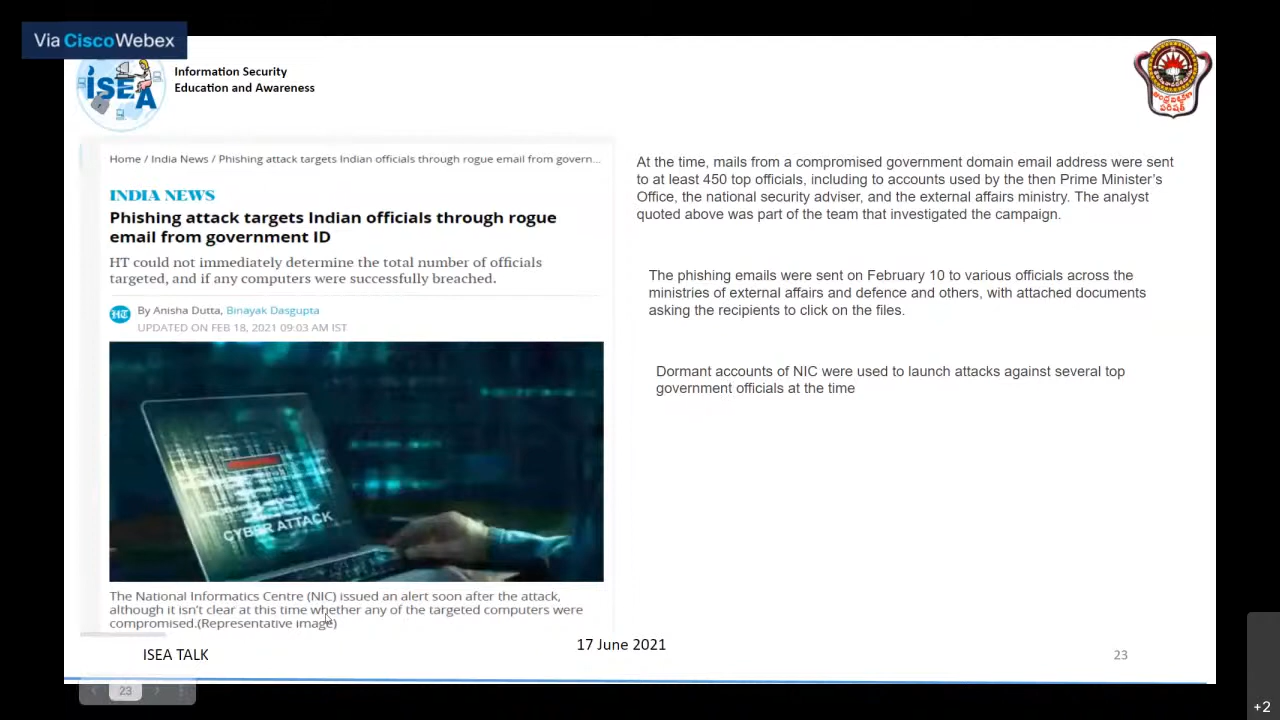 Via CiscoWebex
ISEA
Information Security
Education and Awareness
Home / India News / Phishing attack targets Indian officials through rogue email from govern...
INDIA NEWS
Phishing attack targets Indian officials through rogue
email from government ID
HT could not immediately determine the total number of officials
targeted, and if any computers were successfully breached.
HT
By Anisha Dutta, Binayak Dasgupta
UPDATED ON FEB 18, 2021 09:03 AM IST
CYBER ATTACK
The National Informatics Centre (NIC) issued an alert soon after the attack,
although it isn't clear at this time whether any of the targeted computers were
compromised.(Representative image)
At the time, mails from a compromised government domain email address were sent
to at least 450 top officials, including to accounts used by the then Prime Minister's
Office, the national security adviser, and the external affairs ministry. The analyst
quoted above was part of the team that investigated the campaign.
The phishing emails were sent on February 10 to various officials across the
ministries of external affairs and defence and others, with attached documents
asking the recipients to click on the files.
Dormant accounts of NIC were used to launch attacks against several top
government officials at the time
ISEA TALK
17 June 2021
23
23
+2